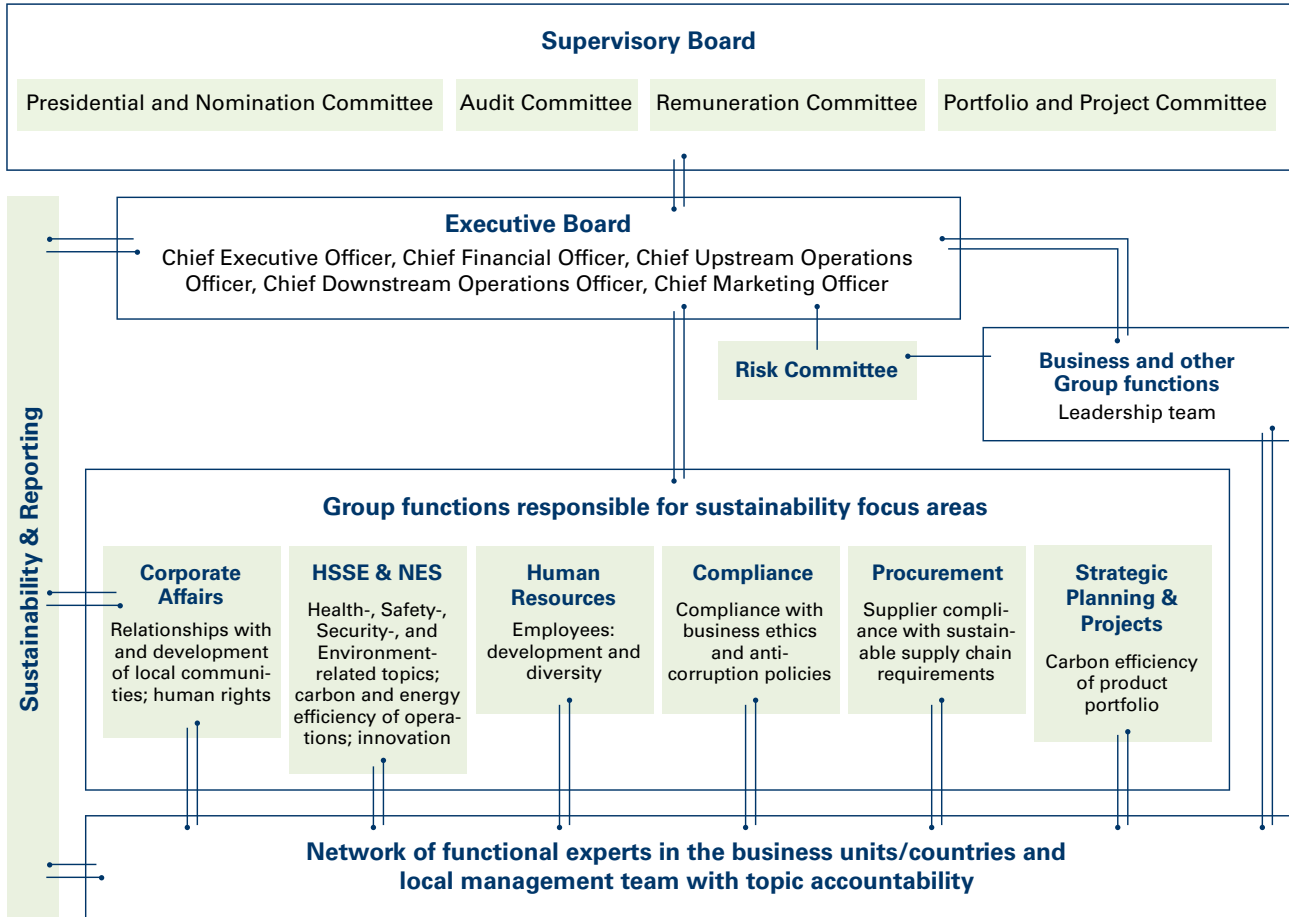 Supervisory Board
Presidential and Nomination Committee
Audit Committee
Remuneration Committee
Portfolio and Project Committee
Sustainability & Reporting
Executive Board
Chief Executive Officer, Chief Financial Officer, Chief Upstream Operations
Officer, Chief Downstream Operations Officer, Chief Marketing Officer
Risk Committee
Business and other
Group functions
Leadership team
Group functions responsible for sustainability focus areas
Corporate
Affairs
Relationships with
and development
of local communi-
ties; human rights
HSSE & NES
Health-, Safety-,
Security-, and
Environment-
related topics;
carbon and energy
efficiency of opera-
tions; innovation
Human
Resources
Employees:
development and
diversity
Compliance
Compliance with
business ethics
and anti-
corruption policies
Procurement
Supplier compli-
ance with sustain-
able supply chain
requirements
Strategic
Planning &
Projects
Carbon efficiency
of product
portfolio
Network of functional experts in the business units/countries and
local management team with topic accountability